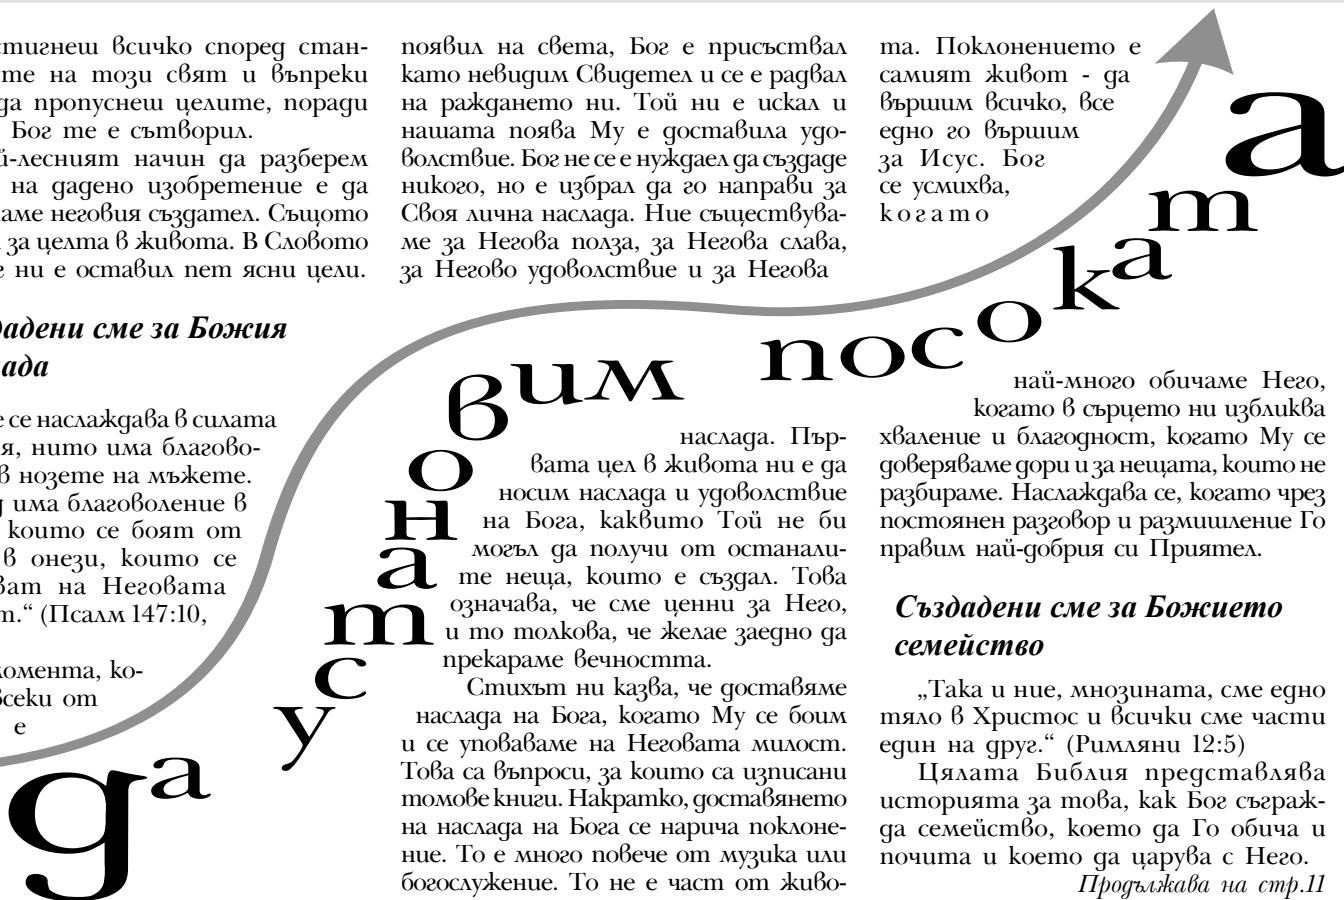 стигнеш всичко според стан-
те на този свят и въпреки
да пропуснеш целите, поради
Бог те е сътворил.
й-лесният начин да разберем
на дадено изобретение е да
аме неговия създател. Същото
за целта в живота. В Словото
г ни е оставил пет ясни цели.
дадени сме за Божия
лада
е се наслаждава в силата
я, нито има благово-
в нозете на мъжете.
има благоволение в
които се боят от
в онези, които се
ват на Неговата
т.“ (Псалм 147:10,
момента, ко-
всеки от
е
да установим посоката
появил на света, Бог е присъствал
като невидим Свидетел и се е радвал
на раждането ни. Той ни е искал и
нашата поява Му е доставила удо-
волствие. Бог не се е нуждаел да създаде
никого, но е избрал да го направи за
Своя лична наслада. Ние съществува-
ме за Негова полза, за Негова слава,
за Негово удоволствие и за Негова
наслада. Пър-
вата цел в живота ни е да
носим наслада и удоволствие
на Бога, каквито Той не би
могъл да получи от останали-
те неща, които е създал. Това
означава, че сме ценни за Него,
и то толкова, че желае заедно да
прекараме вечността.
Стихът ни казва, че доставяме
наслада на Бога, когато Му се боим
и се уповаваме на Неговата милост.
Това са въпроси, за които са изписани
томове книги. Накратко, доставянето
на наслада на Бога се нарича поклоне-
ние. То е много повече от музика или
богослужение. То не е част от живо-
та. Поклонението е
самият живот - да
вършим всичко, все
едно го вършим
за Исус. Бог
се усмихва,
когато
най-много обичаме Него,
когато в сърцето ни избликва
хваление и благодност, когато Му се
доверяваме дори и за нещата, които не
разбираме. Наслаждава се, когато чрез
постоянен разговор и размишление Го
правим най-добрия си Приятел.
Създадени сме за Божието
семейство
„Така и ние, мнозината, сме едно
тяло в Христос и всички сме части
един на друг.“ (Римляни 12:5)
Цялата Библия представлява
историята за това, как Бог съграж-
да семейство, което да Го обича и
почита и което да царува с Него.
Продължава на стр.11